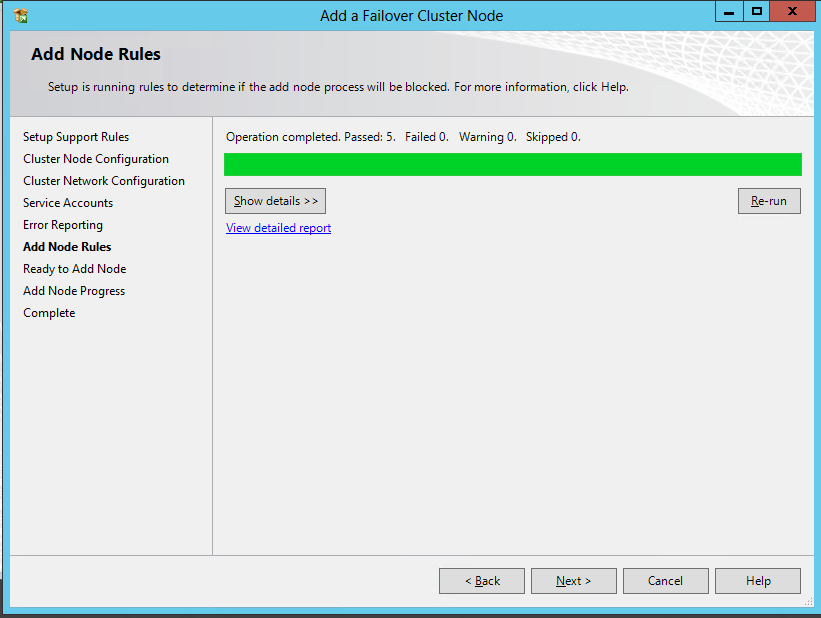 Add a Failover Cluster Node
Add Node Rules
Setup is running rules to determine if the add node process will be blocked. For more information, click Help.
Setup Support Rules
Cluster Node Configuration
Cluster Network Configuration
Service Accounts
Error Reporting
Add Node Rules
Ready to Add Node
Add Node Progress
Complete
Operation completed. Passed: 5. Failed 0. Warning 0. Skipped 0.
Show details >>
Re-run
View detailed report
< Back
Next >
Cancel
Help